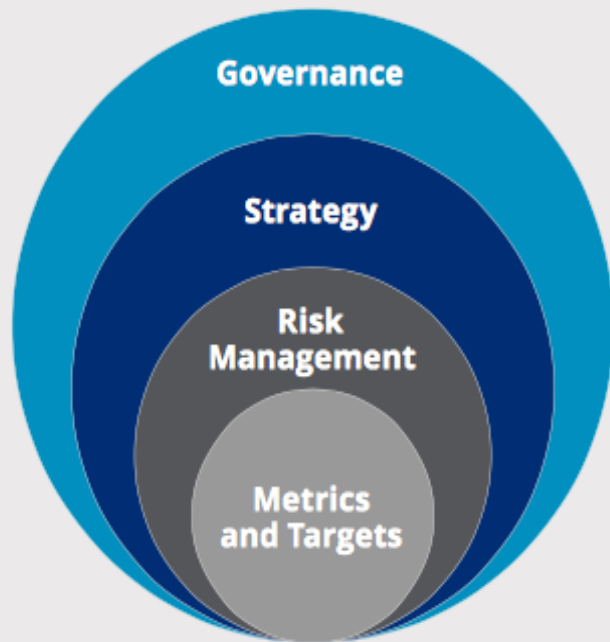 Governance
Strategy
Risk
Management
Metrics
and Targets